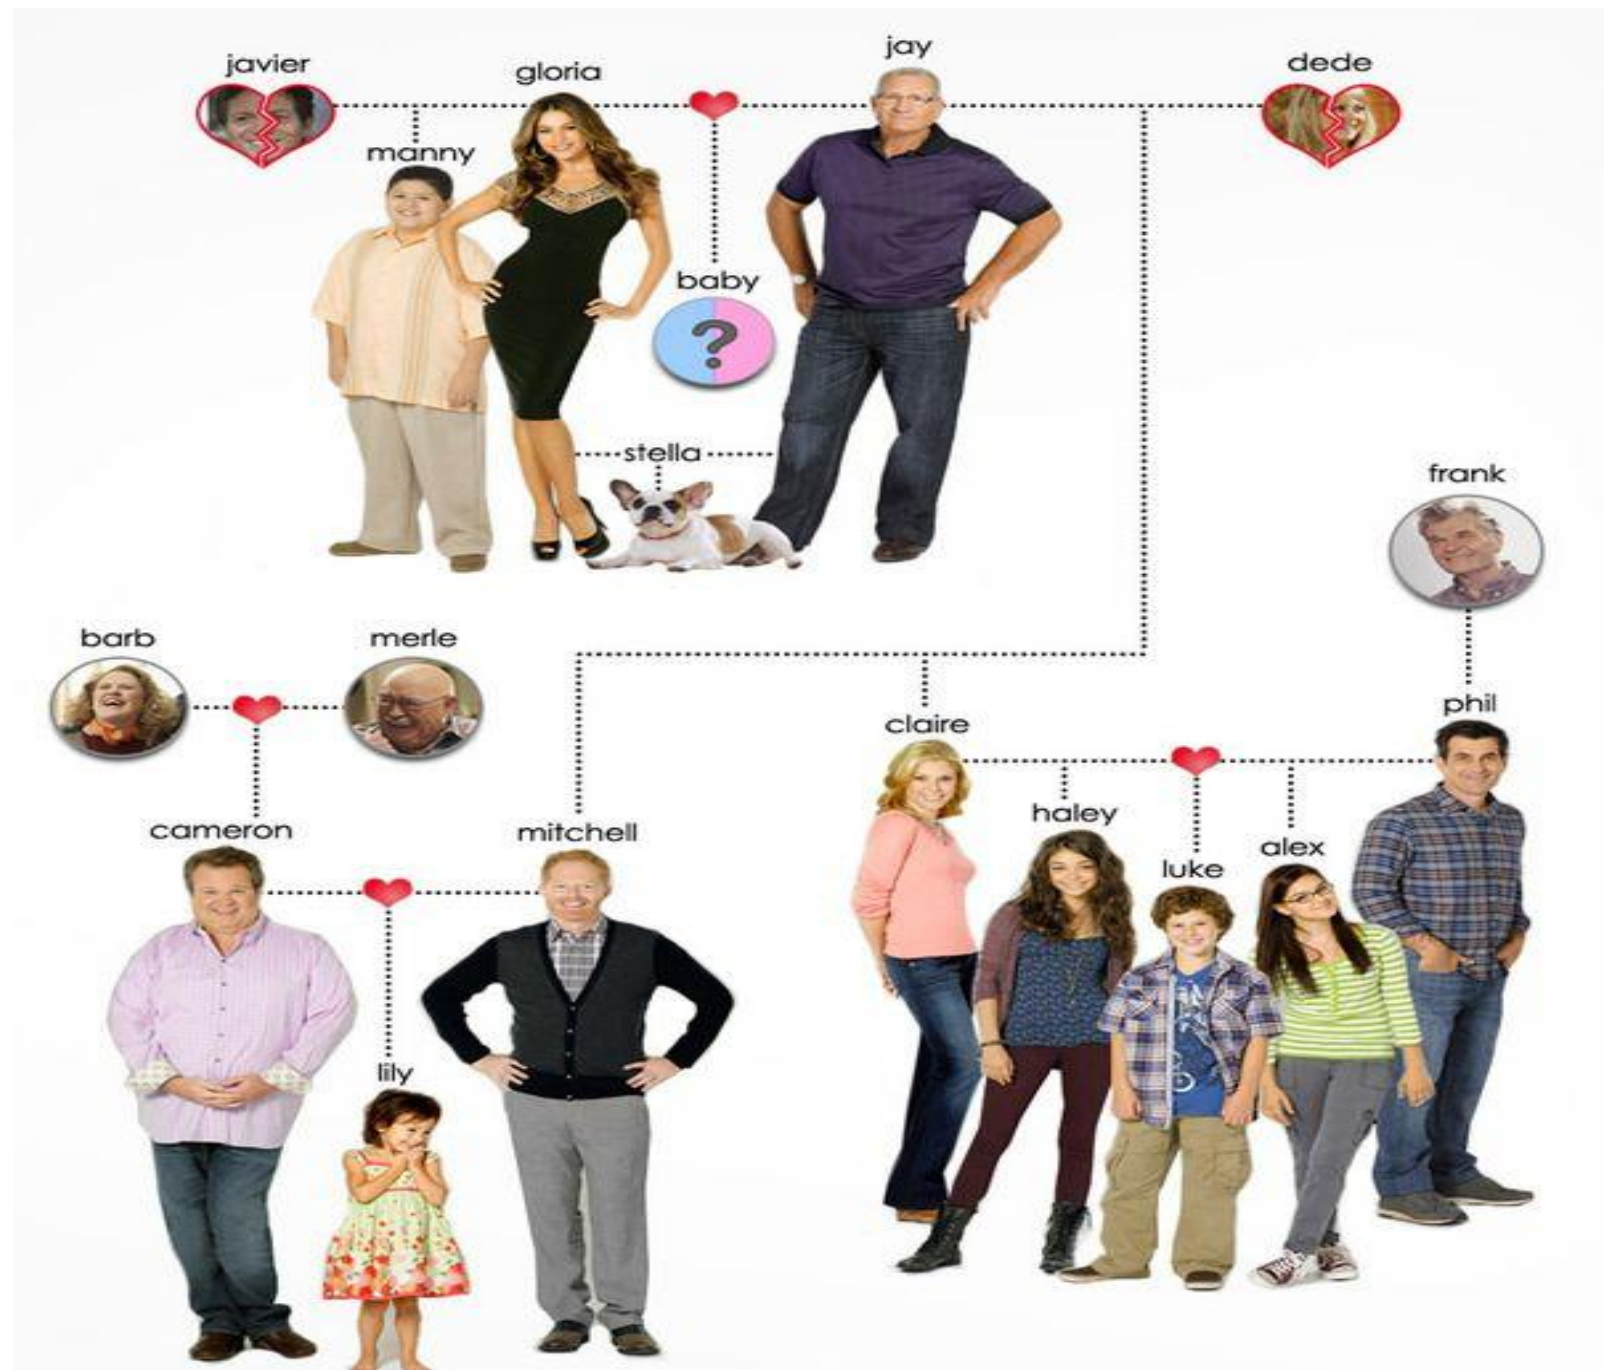 jay
javier
gloria
dede
manny
baby
?
stella
frank
barb
merle
phil
claire
haley
cameron
mitchell
alex
luke
lily